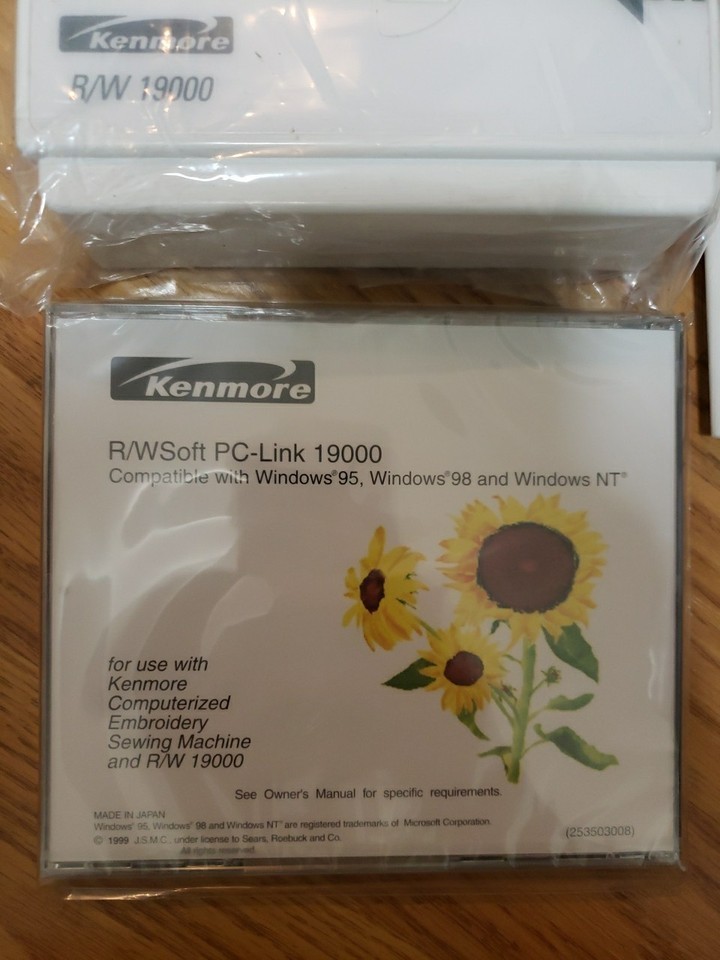 Kenmore
R/W 19000
Kenmore
R/WSoft PC-Link 19000
Compatible with Windows®95, Windows®98 and Windows NT®
for use with
Kenmore
Computerized
Embroidery
Sewing Machine
and R/W 19000
See Owner's Manual for specific requirements.
MADE IN JAPAN
Windows® 95, Windows® 98 and Windows NT® are registered trademarks of Microsoft Corporation.
© 1999 J.S.M.C., under license to Sears, Roebuck and Co.
All rights reserved.
(253503008)